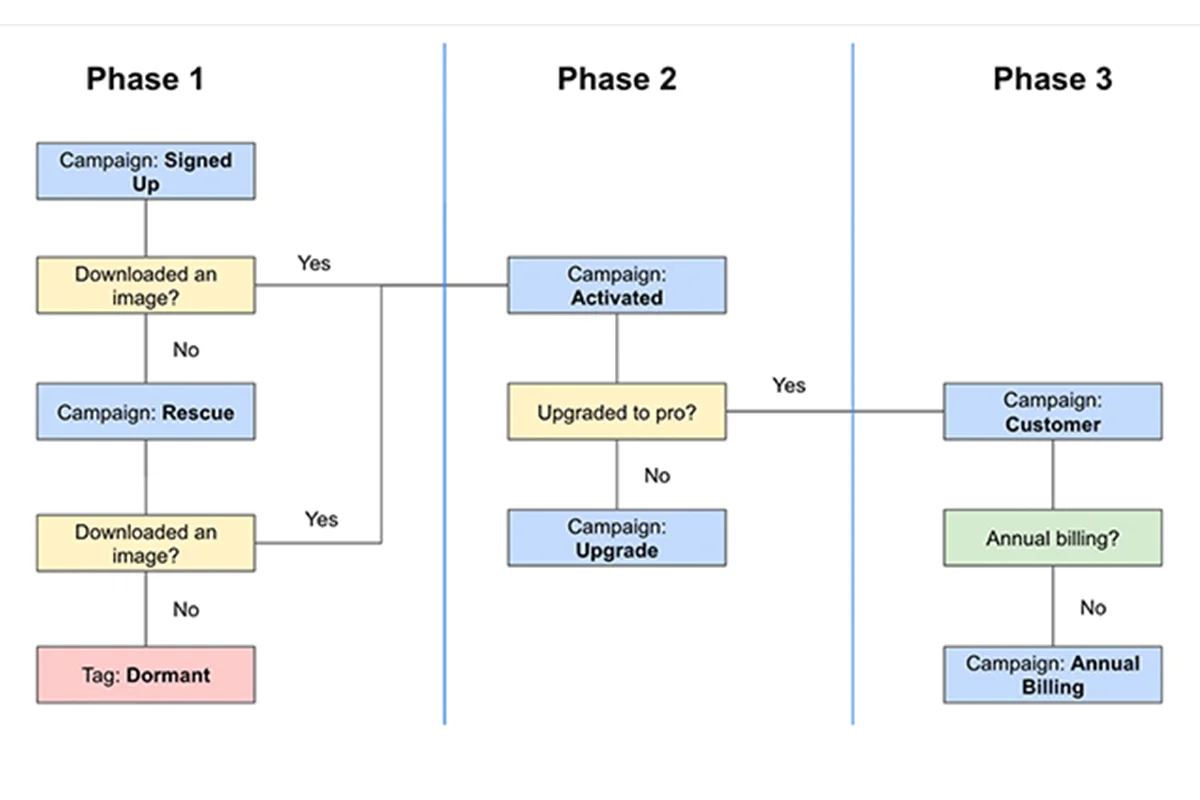 Phase 1
Phase 2
Phase 3
Campaign: Signed
Up
Downloaded an
image?
Yes
No
Campaign: Rescue
Downloaded an
image?
Yes
No
Tag: Dormant
Campaign:
Activated
Upgraded to pro?
Yes
No
Campaign:
Upgrade
Campaign:
Customer
Annual billing?
No
Campaign: Annual
Billing